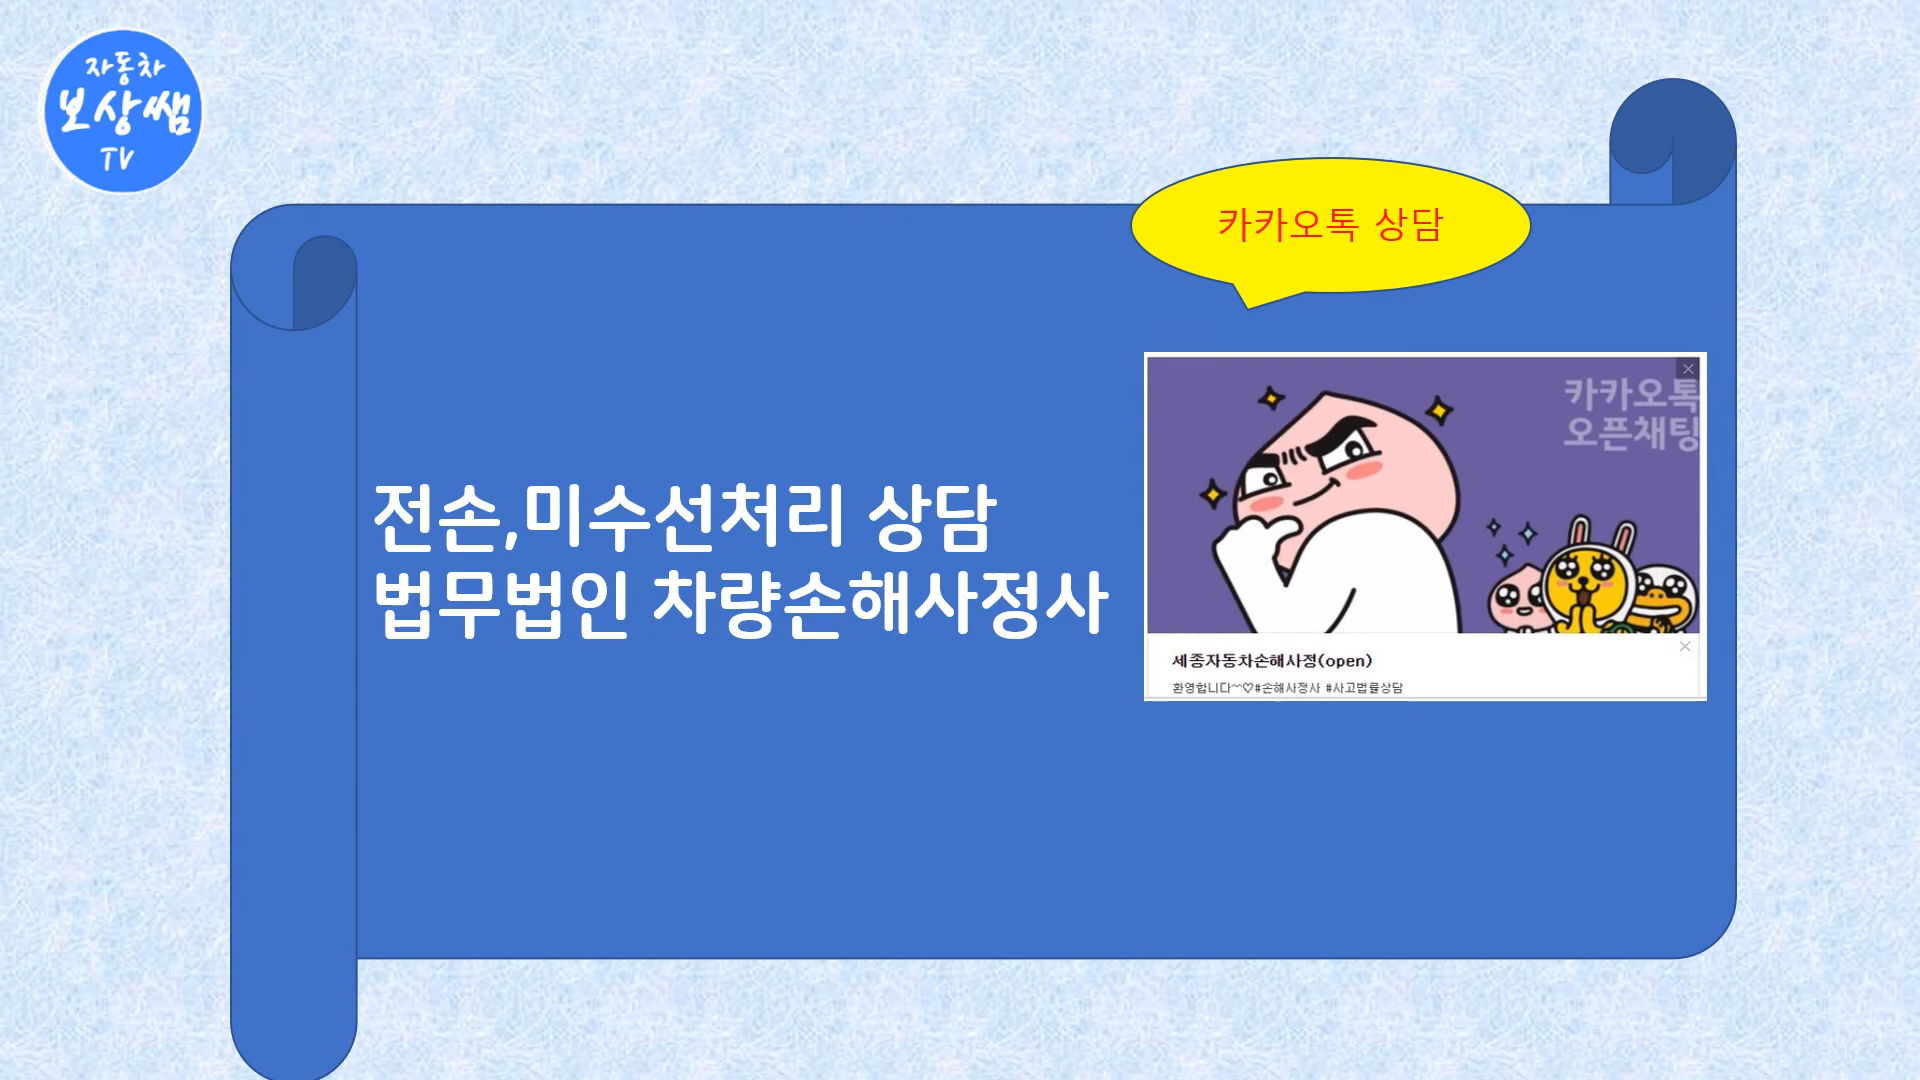 자동차
보상쌤
TV
카카오톡 상담
전손,미수선처리 상담
법무법인 차량손해사정사
카카오톡
오픈채팅
세종자동차손해사정(open)
환영합니다~~♡#손해사정사 #사고법률상담